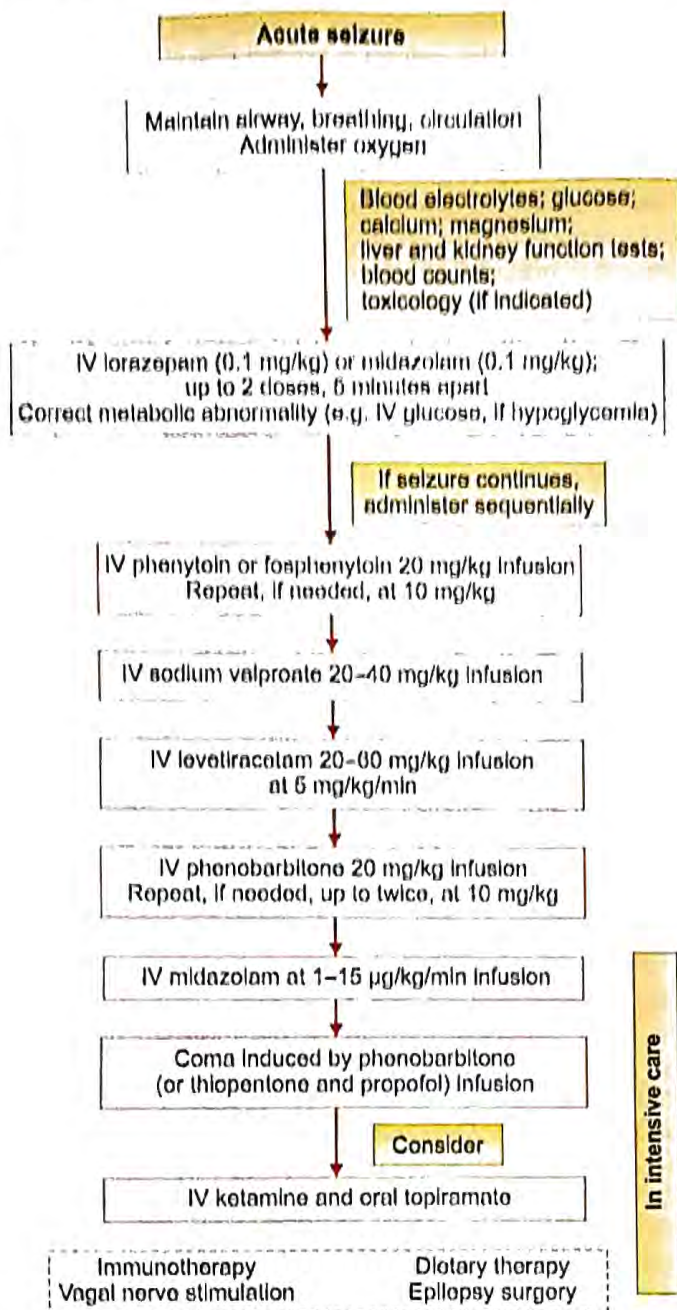 Acute seizure
Maintain airway, breathing, circulation
Administer oxygen
Blood electrolytes; glucose;
calcium; magnesium;
liver and kidney function tests;
blood counts;
toxicology (if indicated)
IV lorazepam (0.1 mg/kg) or midazolam (0.1 mg/kg);
up to 2 doses, 5 minutes apart
Correct metabolic abnormality (e.g. IV glucose, if hypoglycemia)
If seizure continues,
administer sequentially
IV phenytoin or fosphenytoin 20 mg/kg infusion
Repeat, if needed, at 10 mg/kg
IV sodium valproate 20–40 mg/kg infusion
IV levetiracetam 20–60 mg/kg infusion
at 5 mg/kg/min
IV phenobarbitone 20 mg/kg infusion
Repeat, if needed, up to twice, at 10 mg/kg
IV midazolam at 1–15 µg/kg/min infusion
Coma induced by phenobarbitone
(or thiopentone and propofol) infusion
Consider
IV ketamine and oral topiramate
In intensive care
Immunotherapy Dietary therapy
Vagal nerve stimulation Epilepsy surgery